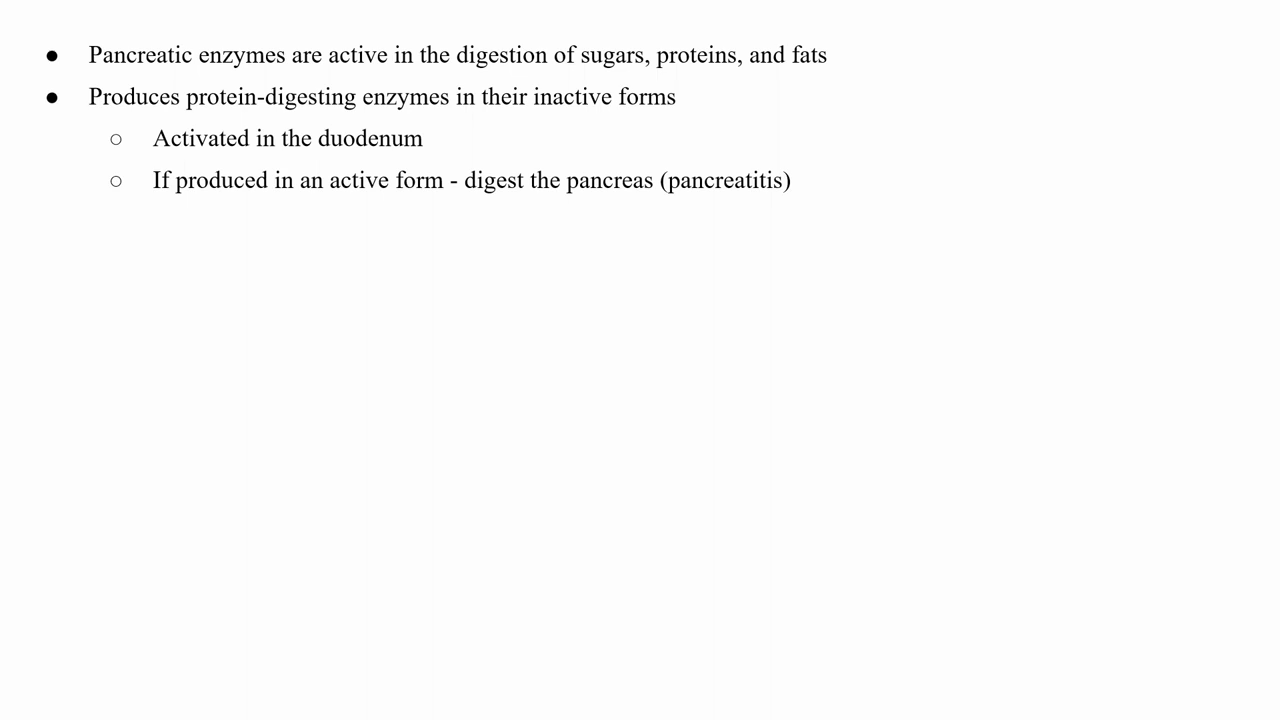 ● Pancreatic enzymes are active in the digestion of sugars, proteins, and fats
● Produces protein-digesting enzymes in their inactive forms
○ Activated in the duodenum
○ If produced in an active form - digest the pancreas (pancreatitis)